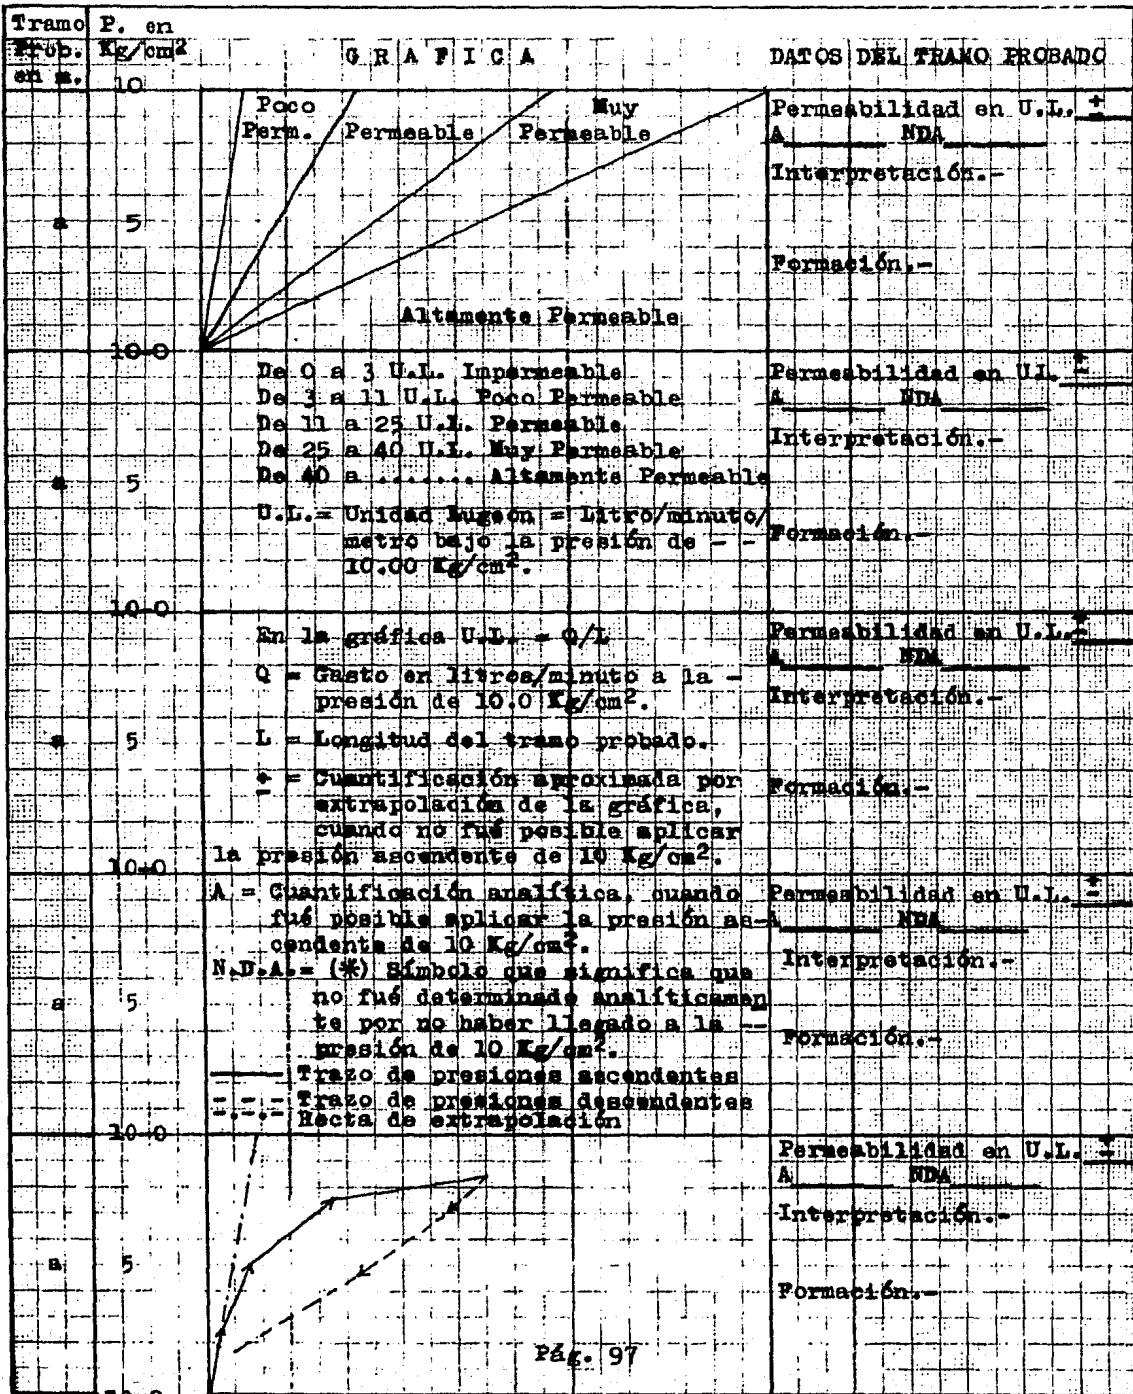 Tramo P. en
Prob. Kg/cm2 GRAFICA DATOS DEL TRAMO PROBADO
en m.
10
Poco
Perm. Permeable
Muy
Permeable
Altamente Permeable
a 5
Permeabilidad en U.L. ±
A NDA
Interpretación.-
Formación.-
10-0
De 0 a 3 U.L. Impermeable
De 3 a 11 U.L. Poco Permeable
De 11 a 25 U.L. Permeable
De 25 a 40 U.L. Muy Permeable
De 40 a ....... Altamente Permeable
U.L.= Unidad Lugeón = Litro/minuto/
metro bajo la presión de - -
10.00 Kg/cm2.
a 5
Permeabilidad en UL ±
A NDA
Interpretación.-
Formación.-
10-0
En la gráfica U.L. = Q/L
Q = Gasto en litros/minuto a la -
presión de 10.0 Kg/cm2.
L = Longitud del tramo probado.
± = Cuantificación aproximada por
extrapolación de la gráfica,
cuando no fué posible aplicar
la presión ascendente de 10 Kg/cm2.
a 5
Permeabilidad en U.L. ±
A NDA
Interpretación.-
Formación.-
10-0
A = Cuantificación analítica, cuando
fué posible aplicar la presión as-
cendente de 10 Kg/cm2.
N.D.A.= (*) Símbolo que significa que
no fué determinado analíticamen
te por no haber llegado a la --
presión de 10 Kg/cm2.
Trazo de presiones ascendentes
Trazo de presiones descendentes
Recta de extrapolación
a 5
Permeabilidad en U.L. ±
A NDA
Interpretación.-
Formación.-
10-0
a 5
Permeabilidad en U.L. ±
A NDA
Interpretación.-
Formación.-
Pág. 97